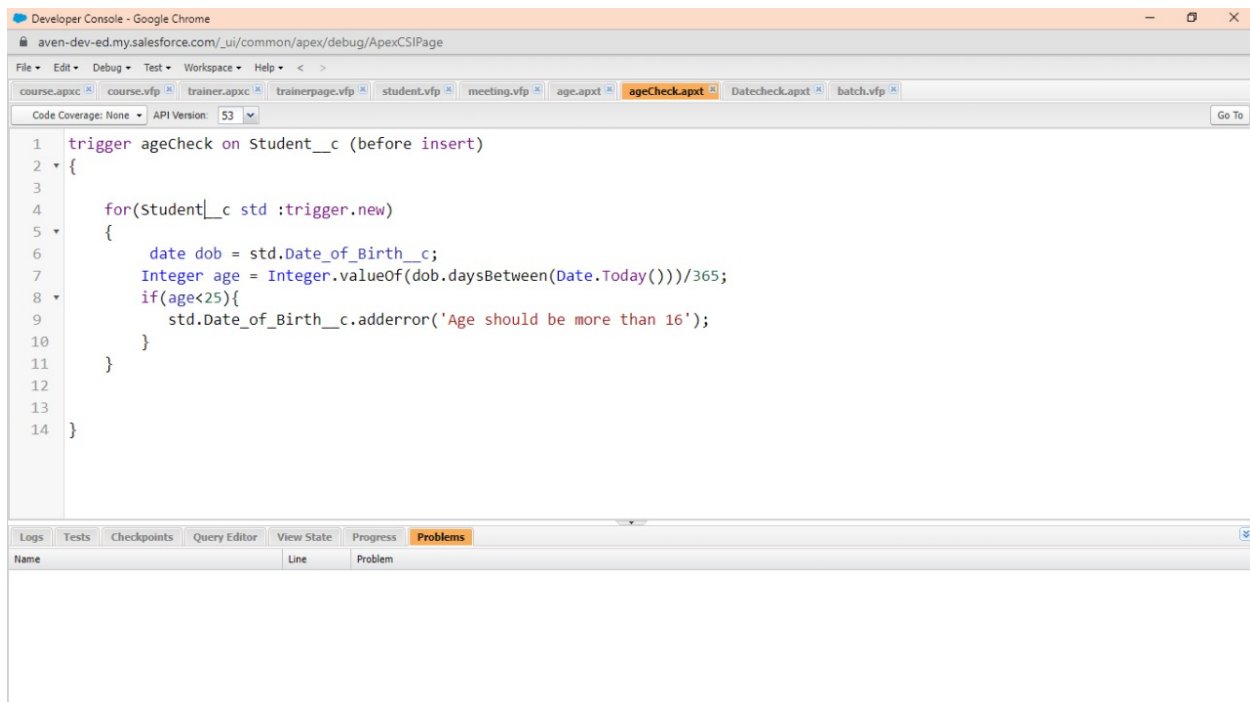 Developer Console - Google Chrome
aven-dev-ed.my.salesforce.com/_ui/common/apex/debug/ApexCSIPage
File Edit Debug Test Workspace Help < >
course.apxc course.vfp trainer.apxc trainerpage.vfp student.vfp meeting.vfp age.apxt ageCheck.apxt Datecheck.apxt batch.vfp
Code Coverage: None API Version: 53 Go To
1 trigger ageCheck on Student__c (before insert)
2 {
3
4 for(Student__c std :trigger.new)
5 {
6 date dob = std.Date_of_Birth__c;
7 Integer age = Integer.valueOf(dob.daysBetween(Date.Today()))/365;
8 if(age<25){
9 std.Date_of_Birth__c.adderror('Age should be more than 16');
10 }
11 }
12
13
14 }
Logs Tests Checkpoints Query Editor View State Progress Problems
Name Line Problem